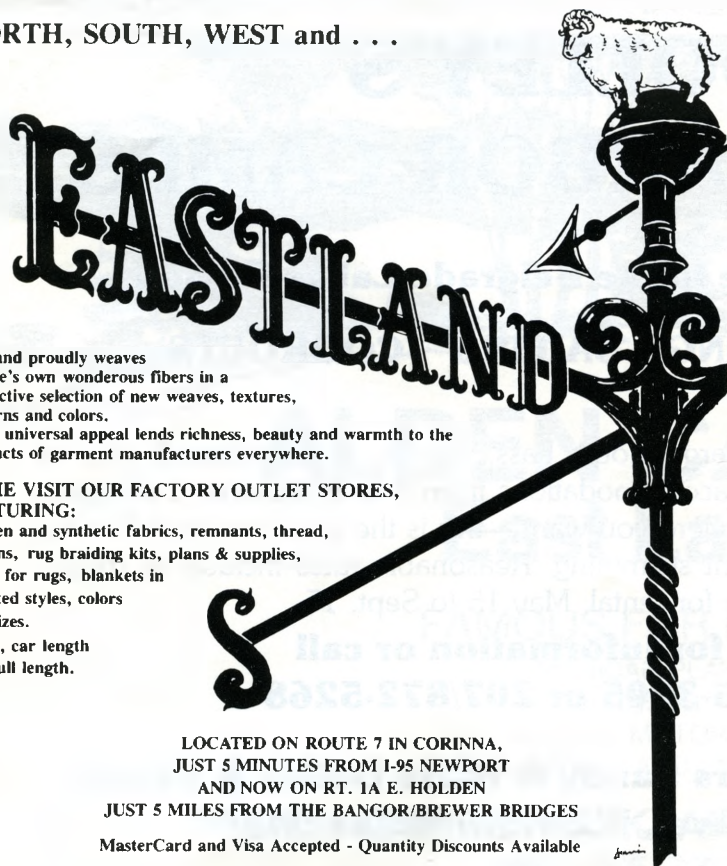 ORTH, SOUTH, WEST and . . .
EASTLAND
and proudly weaves
e's own wonderous fibers in a
ctive selection of new weaves, textures,
rns and colors.
universal appeal lends richness, beauty and warmth to the
ucts of garment manufacturers everywhere.
E VISIT OUR FACTORY OUTLET STORES,
TURING:
en and synthetic fabrics, remnants, thread,
ns, rug braiding kits, plans & supplies,
for rugs, blankets in
ted styles, colors
izes.
, car length
ull length.
S
LOCATED ON ROUTE 7 IN CORINNA,
JUST 5 MINUTES FROM I-95 NEWPORT
AND NOW ON RT. 1A E. HOLDEN
JUST 5 MILES FROM THE BANGOR/BREWER BRIDGES
MasterCard and Visa Accepted - Quantity Discounts Available